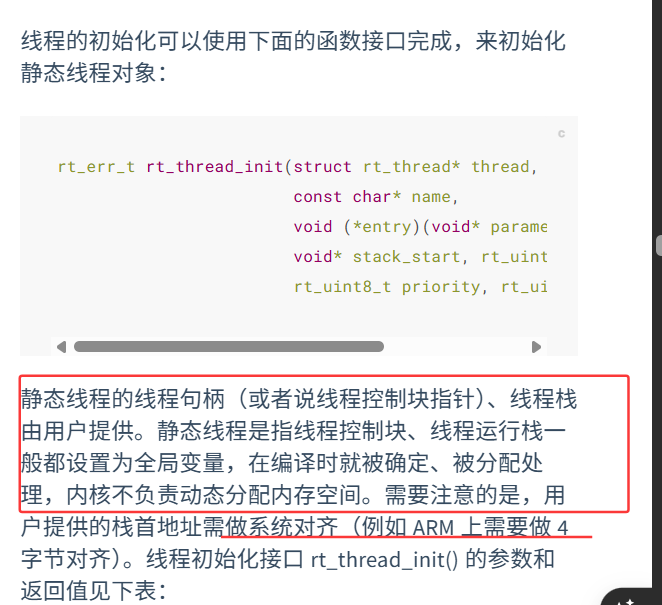 线程的初始化可以使用下面的函数接口完成，来初始化
静态线程对象：
c
rt_err_t rt_thread_init(struct rt_thread* thread,
const char* name,
void (*entry)(void* parame
void* stack_start, rt_uint
rt_uint8_t priority, rt_ui
静态线程的线程句柄（或者说线程控制块指针）、线程栈
由用户提供。静态线程是指线程控制块、线程运行栈一
般都设置为全局变量，在编译时就被确定、被分配处
理，内核不负责动态分配内存空间。需要注意的是，用
户提供的栈首地址需做系统对齐（例如 ARM 上需要做 4
字节对齐）。线程初始化接口 rt_thread_init() 的参数和
返回值见下表：